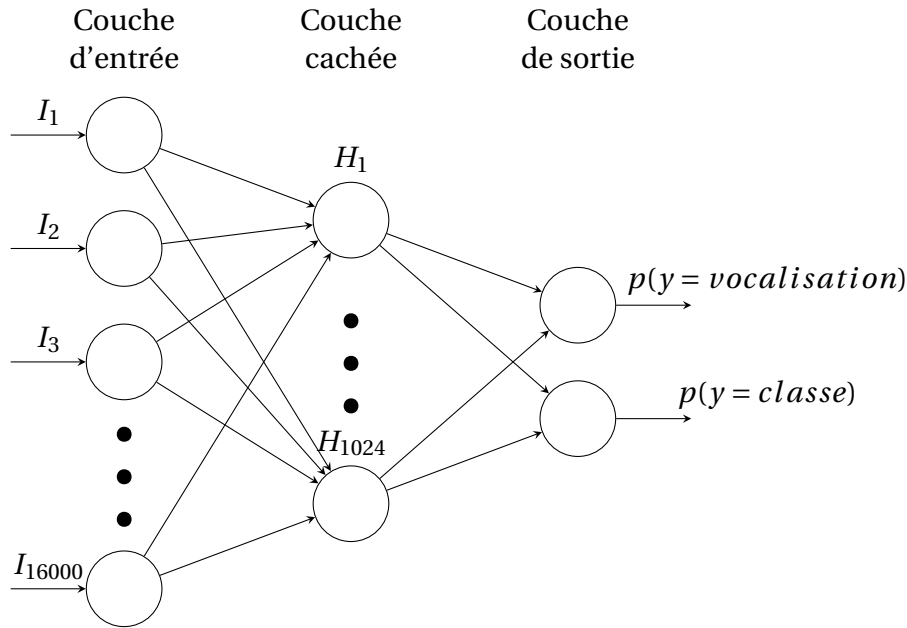 Couche
d'entrée
Couche
cachée
Couche
de sortie
I1
H1
I2
p(y = vocalisation)
I3
p(y = classe)
H1024
I16000